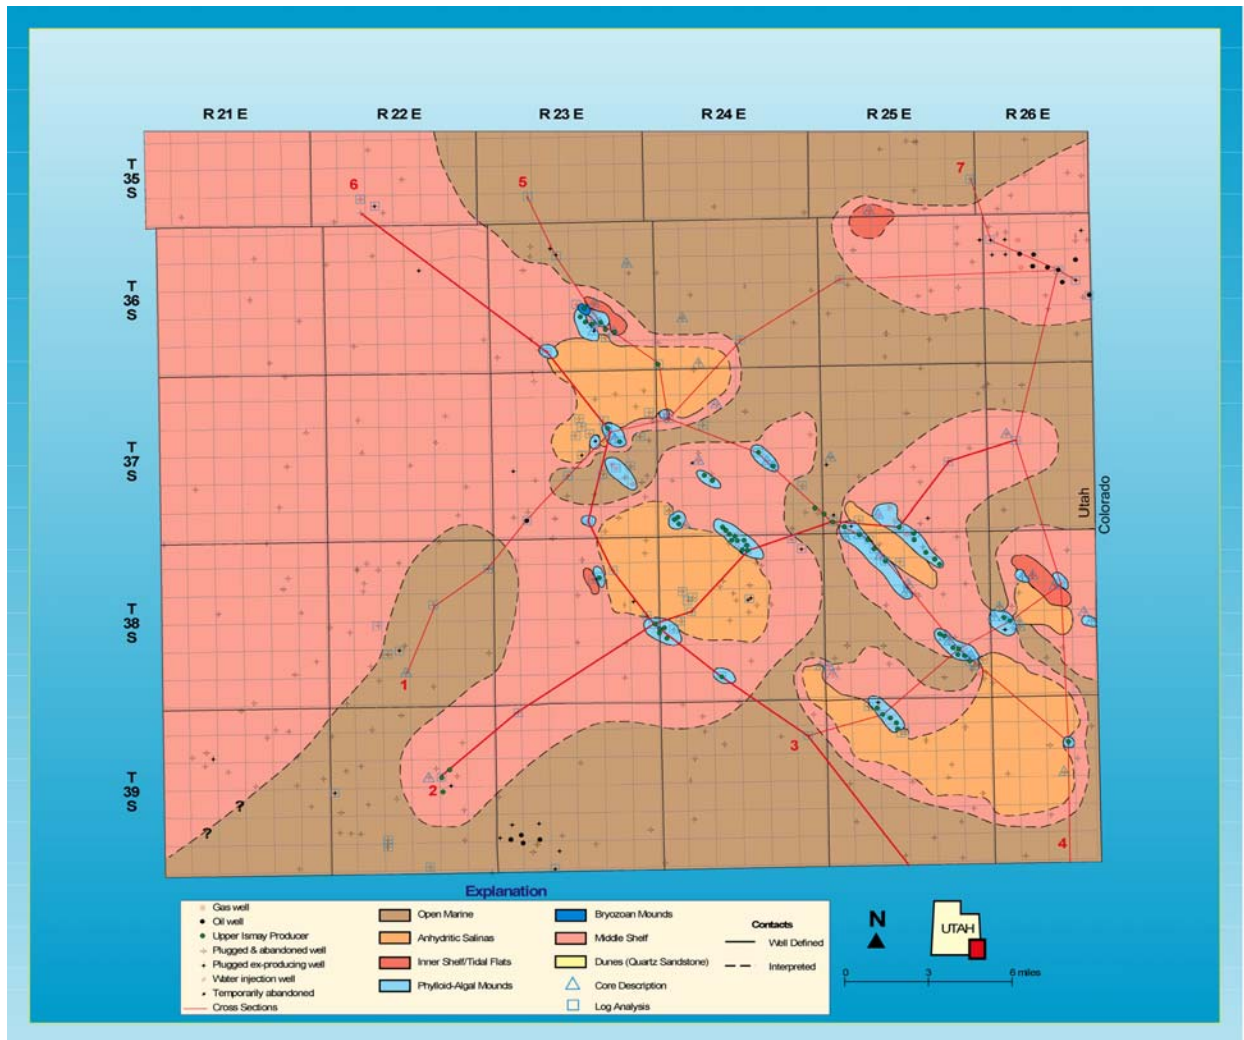 R 21 E R 22 E R 23 E R 24 E R 25 E R 26 E
T
35
S
6
5
7
T
36
S
T
37
S
Utah
Colorado
T
38
S
1
3
T
39
S
2
?
?
4
Explanation
Gas well
Oil well
Upper Ismay Producer
Plugged & abandoned well
Plugged ex-producing well
Water injection well
Temporarily abandoned
Cross Sections
Open Marine
Anhydritic Salinas
Inner Shelf/Tidal Flats
Phylloid-Algal Mounds
Bryozoan Mounds
Middle Shelf
Dunes (Quartz Sandstone)
Core Description
Log Analysis
Contacts
Well Defined
Interpreted
N
UTAH
0 3 6 miles